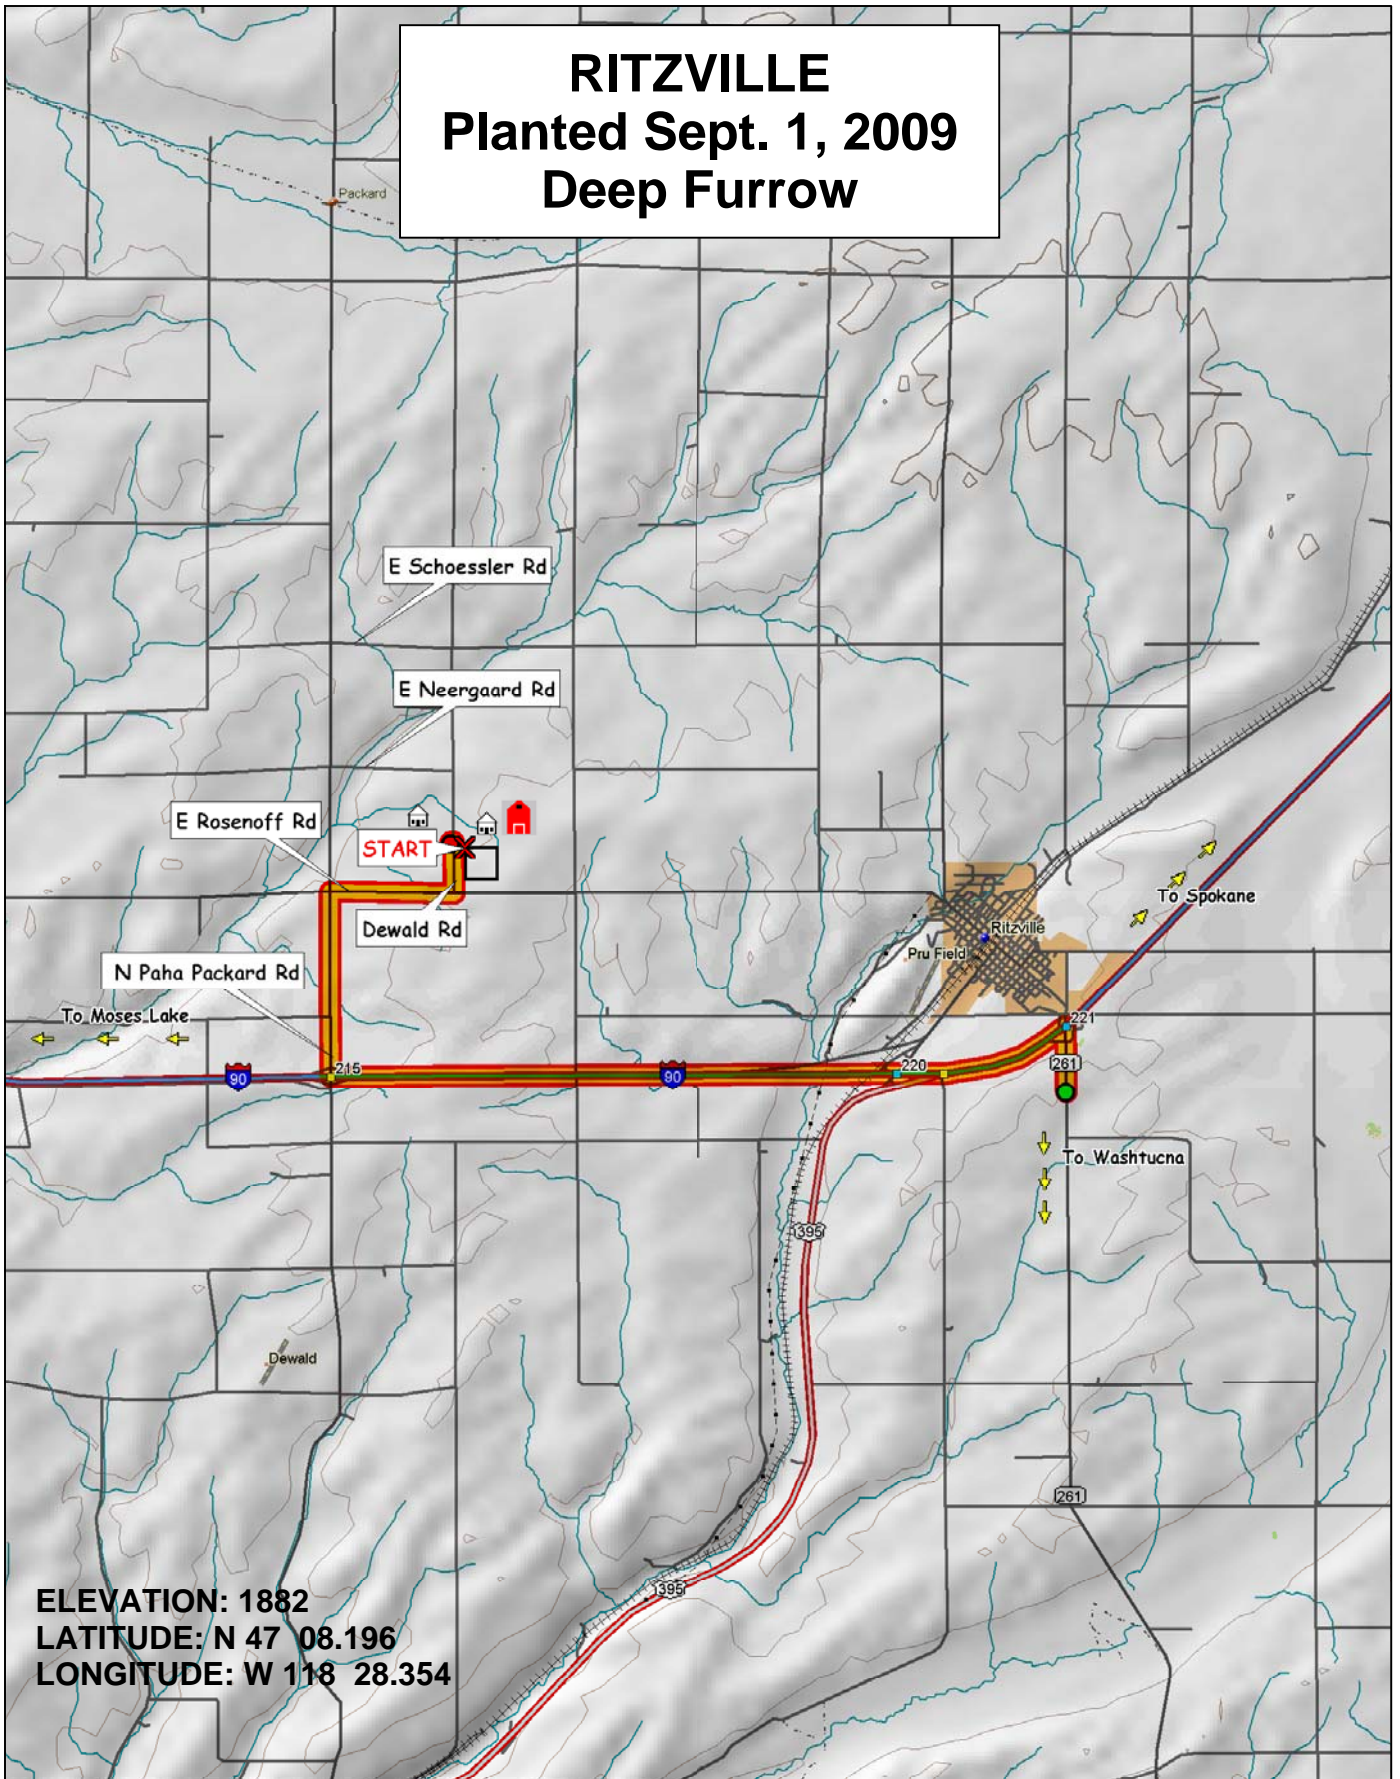 RITZVILLE
Planted Sept. 1, 2009
Deep Furrow
Packard
E Schoessler Rd
E Neergaard Rd
E Rosenoff Rd
START
Dewald Rd
N Paha Packard Rd
To Moses Lake
To Spokane
Ritzville
Pru Field
221
215
90
90
220
261
To Washtucna
395
Dewald
261
395
ELEVATION: 1882
LATITUDE: N 47 08.196
LONGITUDE: W 118 28.354